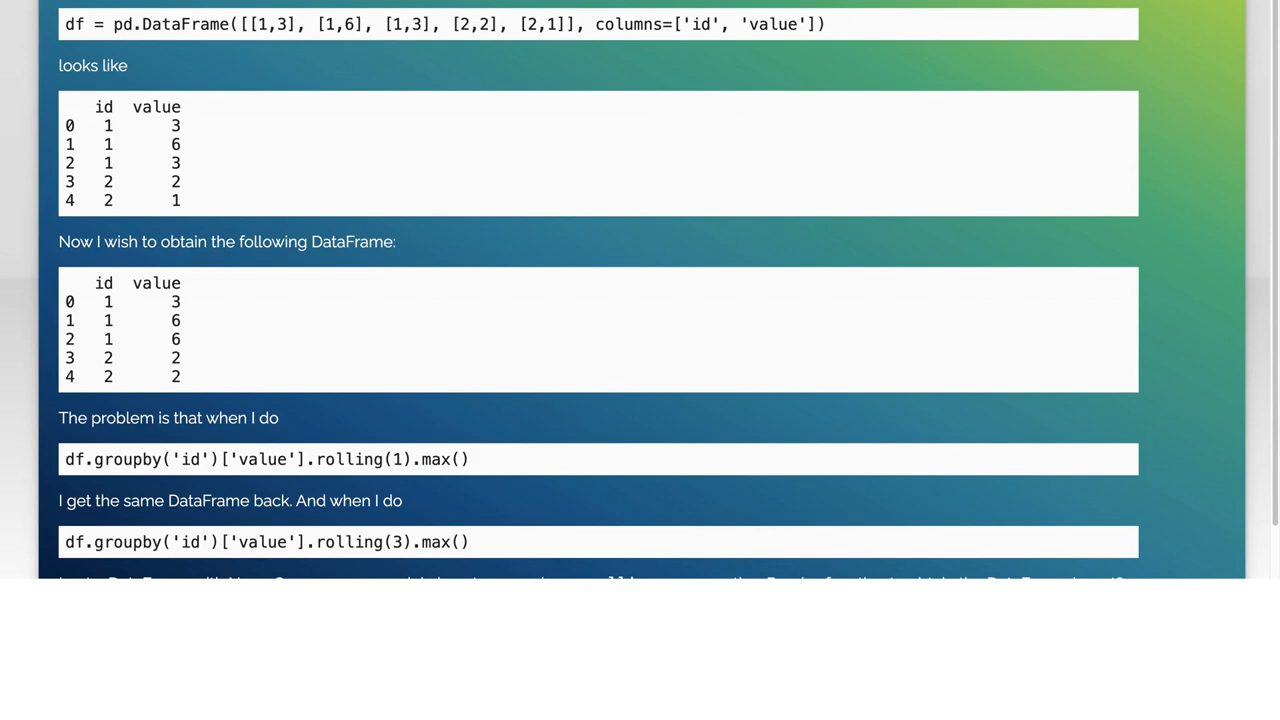 df = pd.DataFrame([[1,3], [1,6], [1,3], [2,2], [2,1]], columns=['id', 'value'])
looks like
id value
0 1 3
1 1 6
2 1 3
3 2 2
4 2 1
Now I wish to obtain the following DataFrame:
id value
0 1 3
1 1 6
2 1 6
3 2 2
4 2 2
The problem is that when I do
df.groupby('id')['value'].rolling(1).max()
I get the same DataFrame back. And when I do
df.groupby('id')['value'].rolling(3).max()